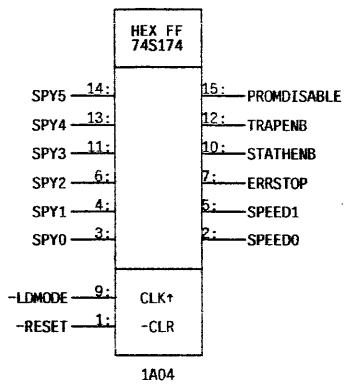 HEX FF
74S174
SPY5 14: 15: PROMDISABLE
SPY4 13: 12: TRAPENB
SPY3 11: 10: STATHENB
SPY2 6: 7: ERRSTOP
SPY1 4: 5: SPEED1
SPY0 3: 2: SPEED0
-LDMODE 9: CLK↑
-RESET 1: -CLR
1A04